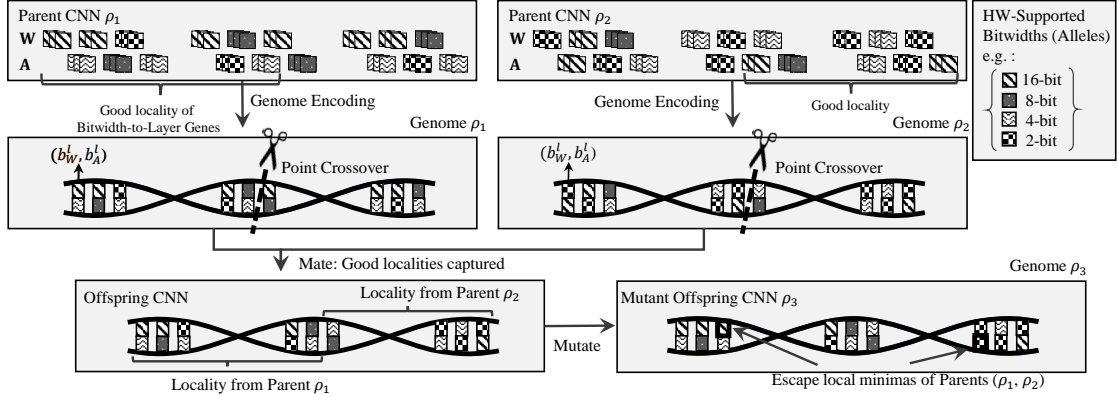 Parent CNN ρ₁
W
A
Good locality of
Bitwidth-to-Layer Genes
Genome Encoding
Parent CNN ρ₂
W
A
Genome Encoding
Good locality
HW-Supported
Bitwidths (Alleles)
e.g. :
16-bit
8-bit
4-bit
2-bit
Genome ρ₁
(b_W^l, b_A^l)
Point Crossover
Genome ρ₂
(b_W^l, b_A^l)
Point Crossover
Mate: Good localities captured
Offspring CNN
Locality from Parent ρ₂
Locality from Parent ρ₁
Mutate
Genome ρ₃
Mutant Offspring CNN ρ₃
Escape local minimas of Parents (ρ₁, ρ₂)